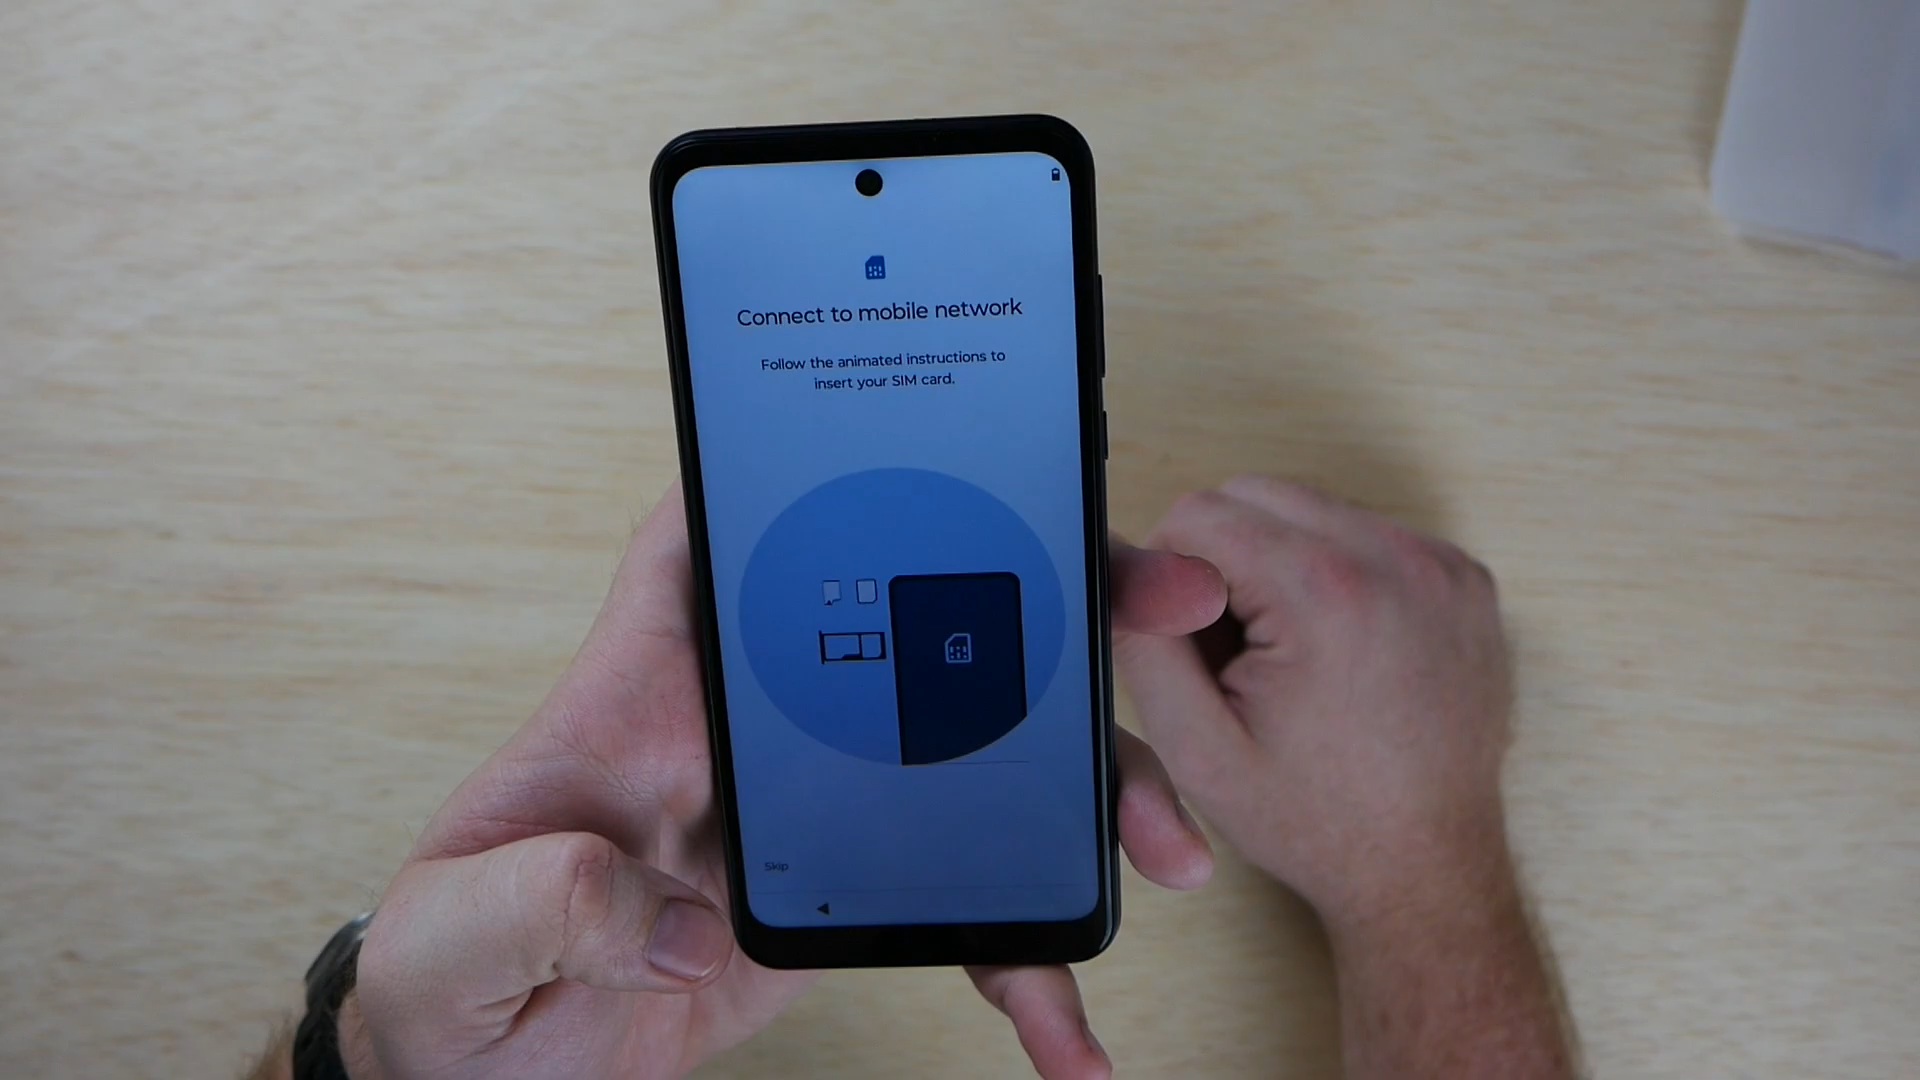 Connect to mobile network
Follow the animated instructions to
insert your SIM card.
Skip